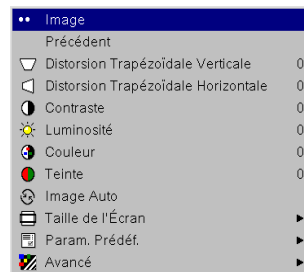 Image
Précédent
Distorsion Trapézoïdale Verticale 0
Distorsion Trapézoïdale Horizontale 0
Contraste 0
Luminosité 0
Couleur 0
Teinte 0
Image Auto
Taille de l'Écran
Param. Prédéf.
Avancé